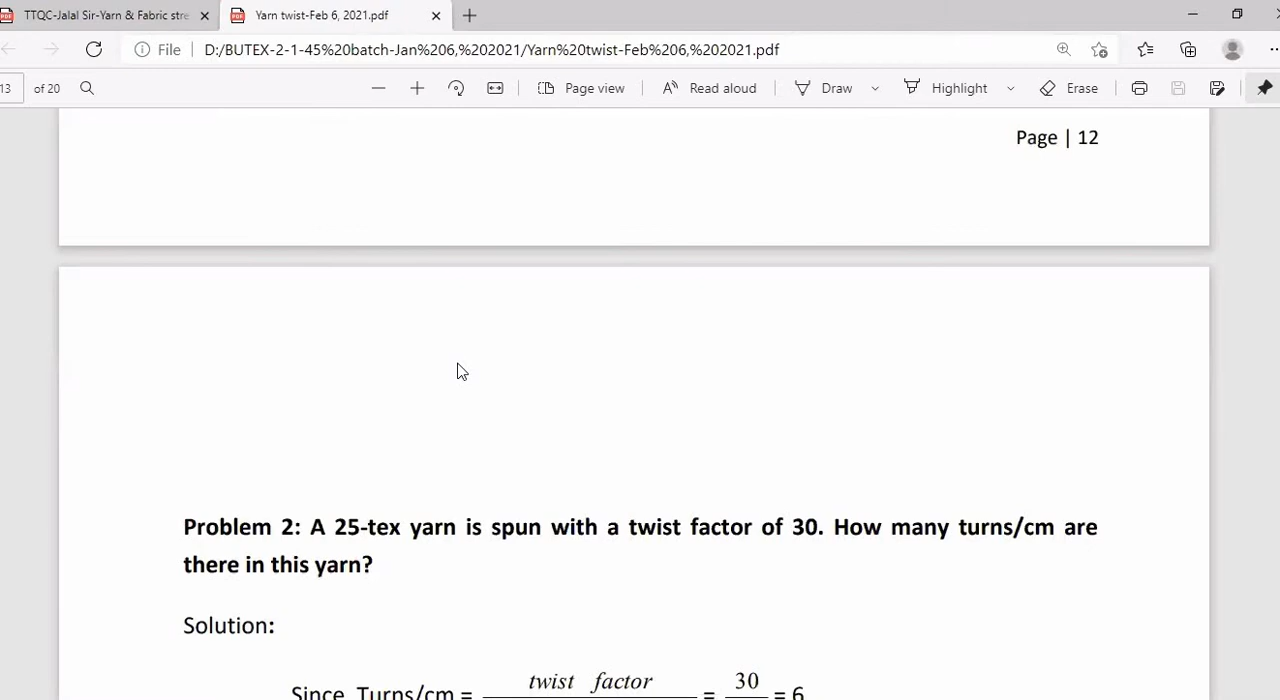 TTQC-Jalal Sir-Yarn & Fabric stre
Yarn twist-Feb 6, 2021.pdf
File
D:/BUTEX-2-1-45%20batch-Jan%206,%202021/Yarn%20twist-Feb%206,%202021.pdf
13 of 20
Page view
Read aloud
Draw
Highlight
Erase
Page | 12
Problem 2: A 25-tex yarn is spun with a twist factor of 30. How many turns/cm are
there in this yarn?
Solution:
Since Turns/cm = twist factor = 30 = 6